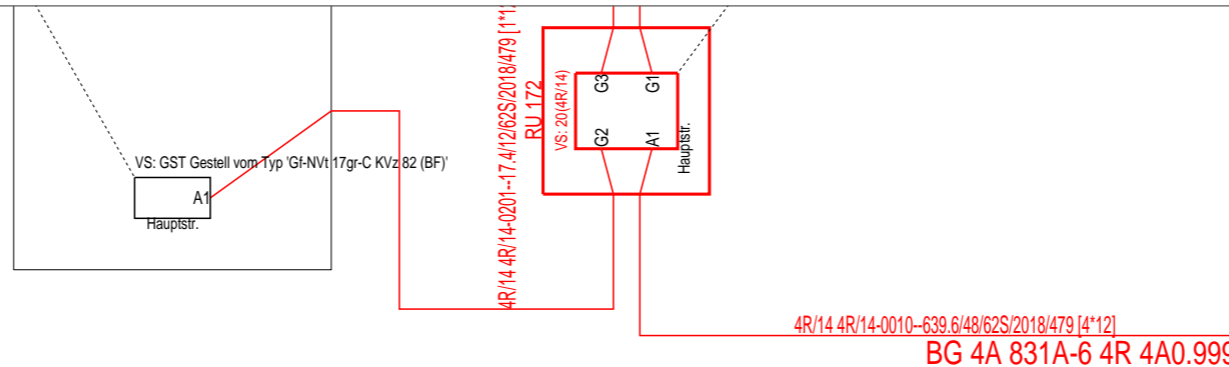 VS: GST Gestell vom Typ 'Gf-NVt 17gr-C KVz 82 (BF)'
A1
Hauptstr.
4R/14 4R/14-0201--17.4/12/62S/2018/479 [1*12
RU 172
VS: 20(4R/14)
G3
G1
G2
A1
Hauptstr.
4R/14 4R/14-0010--639.6/48/62S/2018/479 [4*12]
BG 4A 831A-6 4R 4A0.999